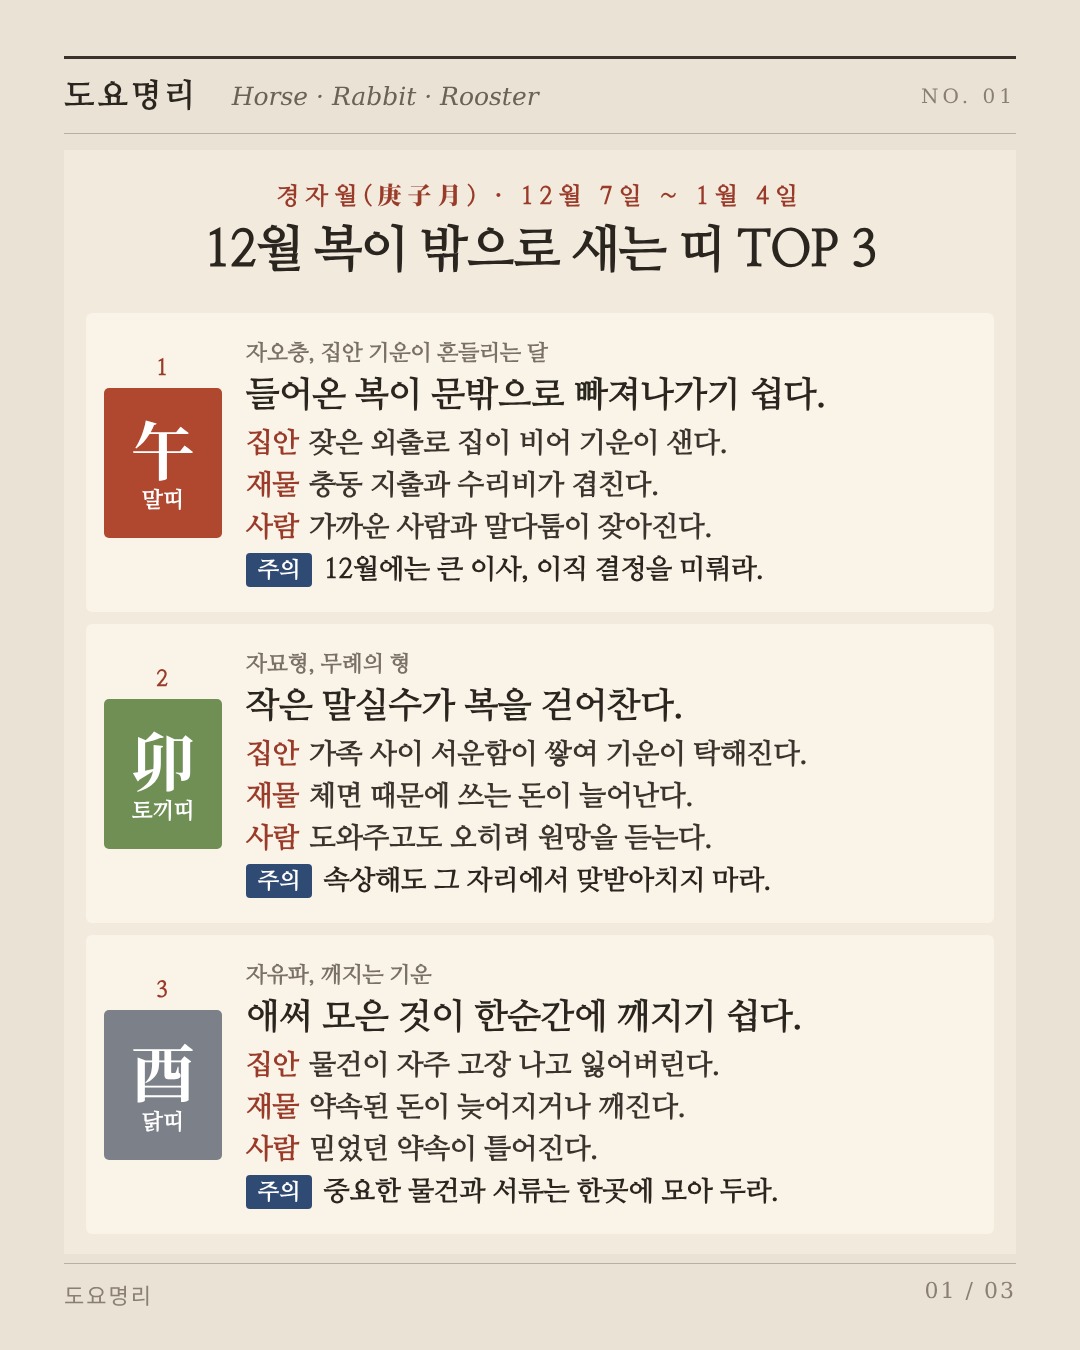 도요명리 Horse · Rabbit · Rooster NO. 01
경자월(庚子月) · 12월 7일 ~ 1월 4일
12월 복이 밖으로 새는 띠 TOP 3
1
午
말띠
자오충, 집안 기운이 흔들리는 달
들어온 복이 문밖으로 빠져나가기 쉽다.
집안 잦은 외출로 집이 비어 기운이 샌다.
재물 충동 지출과 수리비가 겹친다.
사람 가까운 사람과 말다툼이 잦아진다.
주의 12월에는 큰 이사, 이직 결정을 미뤄라.
2
卯
토끼띠
자묘형, 무례의 형
작은 말실수가 복을 걷어찬다.
집안 가족 사이 서운함이 쌓여 기운이 탁해진다.
재물 체면 때문에 쓰는 돈이 늘어난다.
사람 도와주고도 오히려 원망을 듣는다.
주의 속상해도 그 자리에서 맞받아치지 마라.
3
酉
닭띠
자유파, 깨지는 기운
애써 모은 것이 한순간에 깨지기 쉽다.
집안 물건이 자주 고장 나고 잃어버린다.
재물 약속된 돈이 늦어지거나 깨진다.
사람 믿었던 약속이 틀어진다.
주의 중요한 물건과 서류는 한곳에 모아 두라.
도요명리 01 / 03